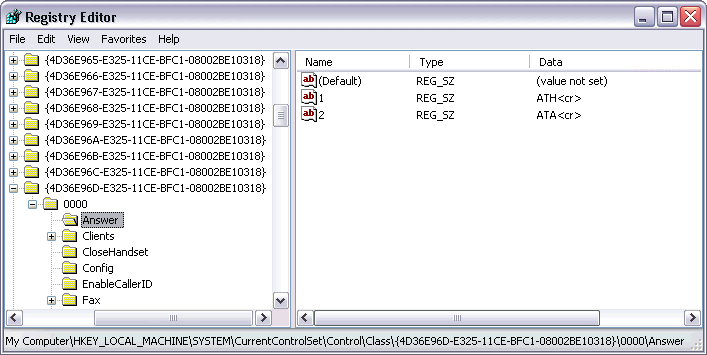 Registry Editor
File Edit View Favorites Help
{4D36E965-E325-11CE-BFC1-08002BE10318}
{4D36E966-E325-11CE-BFC1-08002BE10318}
{4D36E967-E325-11CE-BFC1-08002BE10318}
{4D36E968-E325-11CE-BFC1-08002BE10318}
{4D36E969-E325-11CE-BFC1-08002BE10318}
{4D36E96A-E325-11CE-BFC1-08002BE10318}
{4D36E96B-E325-11CE-BFC1-08002BE10318}
{4D36E96C-E325-11CE-BFC1-08002BE10318}
{4D36E96D-E325-11CE-BFC1-08002BE10318}
0000
Answer
Clients
CloseHandset
Config
EnableCallerID
Fax
Name Type Data
ab (Default) REG_SZ (value not set)
ab 1 REG_SZ ATH<cr>
ab 2 REG_SZ ATA<cr>
My Computer\HKEY_LOCAL_MACHINE\SYSTEM\CurrentControlSet\Control\Class\{4D36E96D-E325-11CE-BFC1-08002BE10318}\0000\Answer